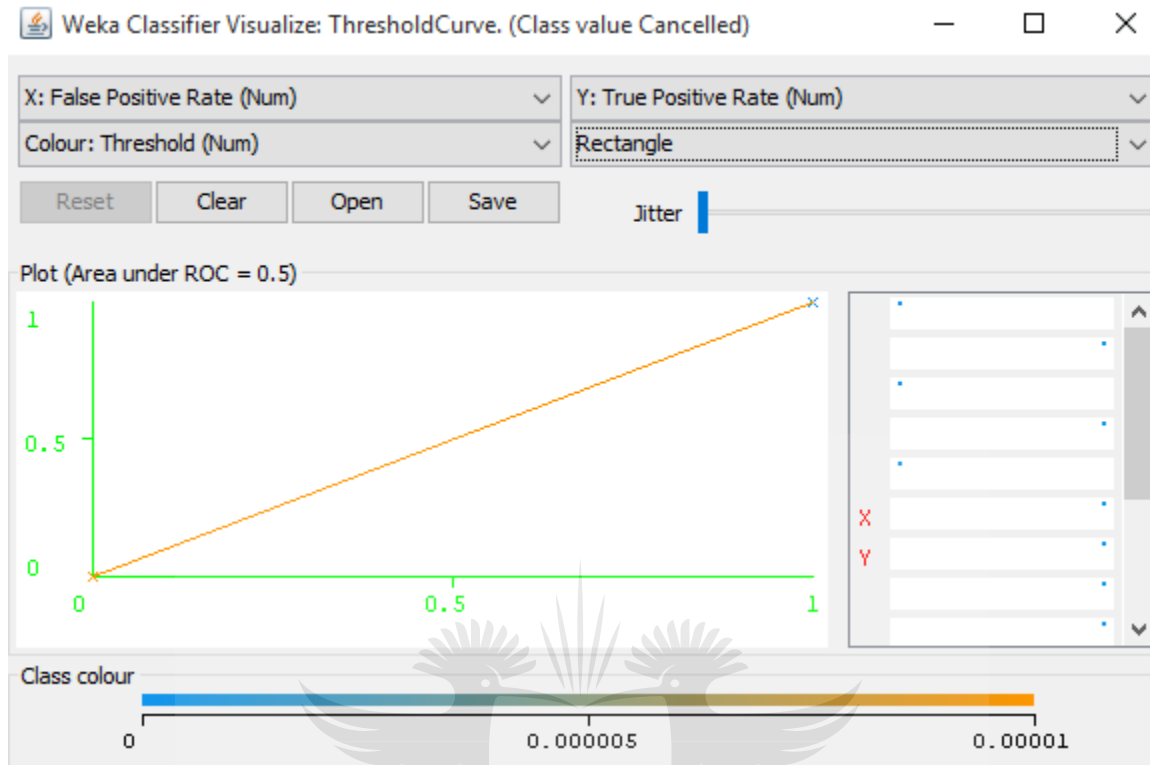 Weka Classifier Visualize: ThresholdCurve. (Class value Cancelled)
X: False Positive Rate (Num) Y: True Positive Rate (Num)
Colour: Threshold (Num) Rectangle
Reset Clear Open Save Jitter
Plot (Area under ROC = 0.5)
1
0.5
0
0 0.5 1
X
Y
Class colour
0 0.000005 0.00001